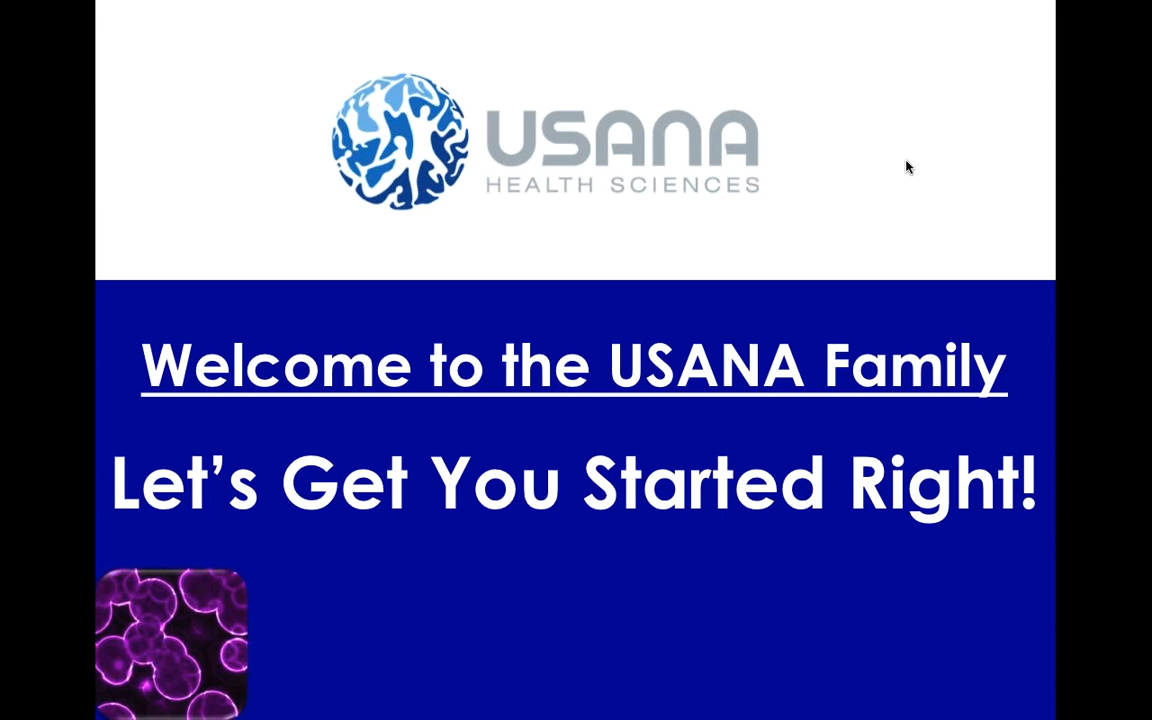 USANA
HEALTH SCIENCES
Welcome to the USANA Family
Let’s Get You Started Right!